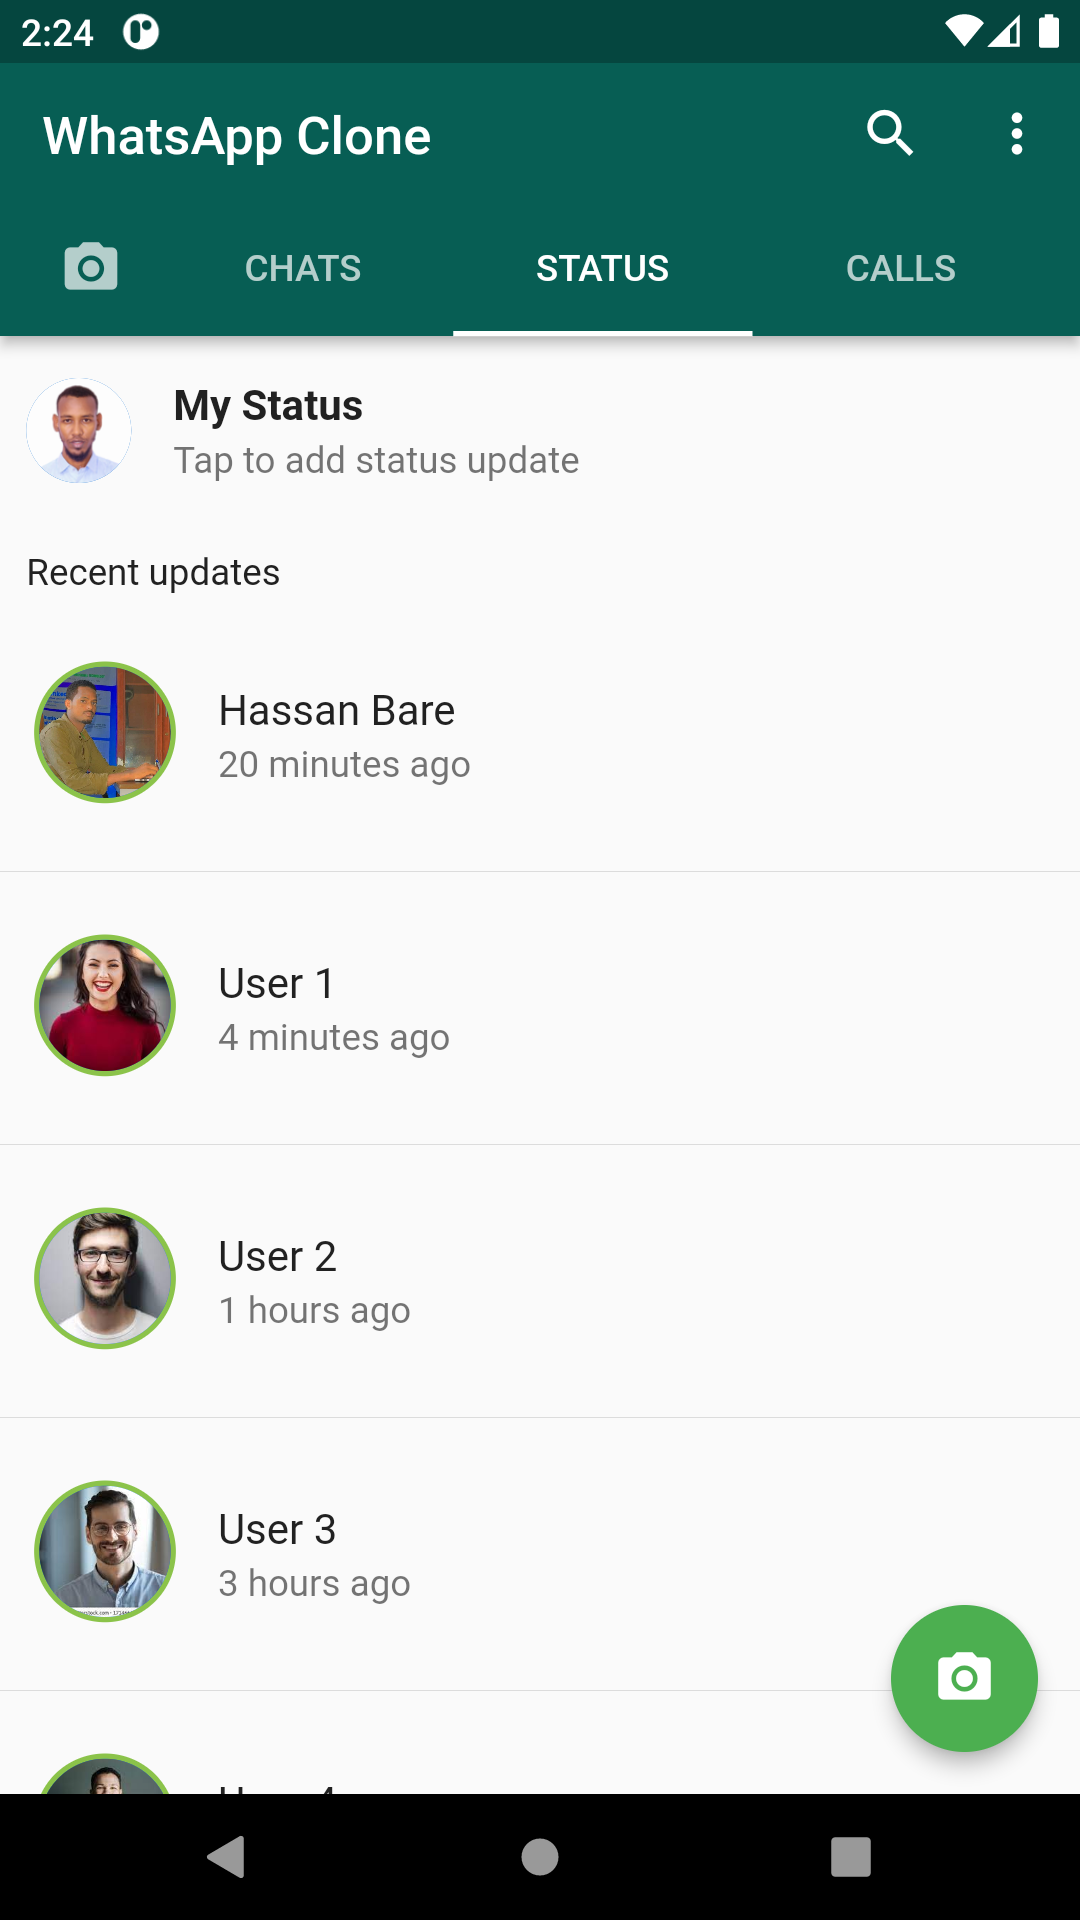 2:24
WhatsApp Clone
CHATS STATUS CALLS
My Status
Tap to add status update
Recent updates
Hassan Bare
20 minutes ago
User 1
4 minutes ago
User 2
1 hours ago
User 3
3 hours ago